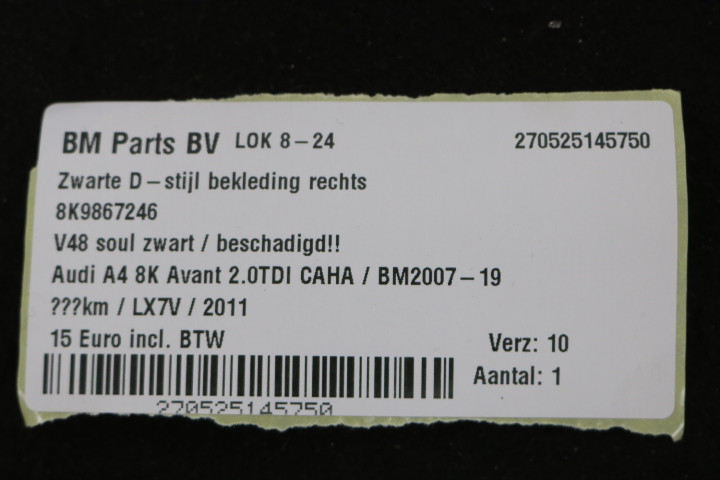 BM Parts BV LOK 8-24 270525145750
Zwarte D-stijl bekleding rechts
8K9867246
V48 soul zwart / beschadigd!!
Audi A4 8K Avant 2.0TDI CAHA / BM2007-19
???km / LX7V / 2011
15 Euro incl. BTW Verz: 10
Aantal: 1
270525145750